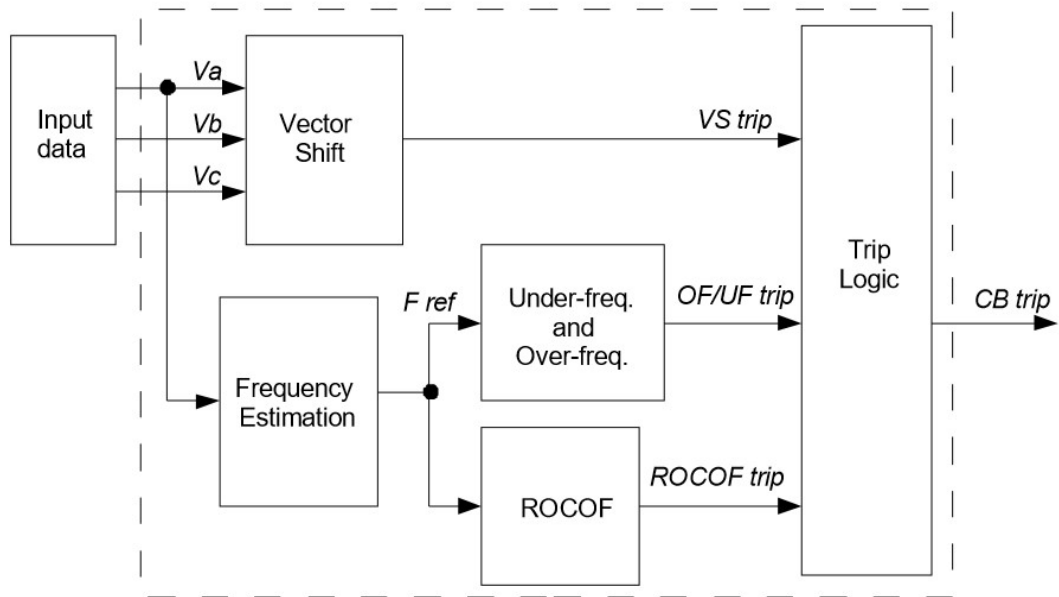 Input
data
Va
Vb
Vc
Vector
Shift
VS trip
Trip
Logic
CB trip
F ref
Under-freq.
and
Over-freq.
OF/UF trip
Frequency
Estimation
ROCOF
ROCOF trip